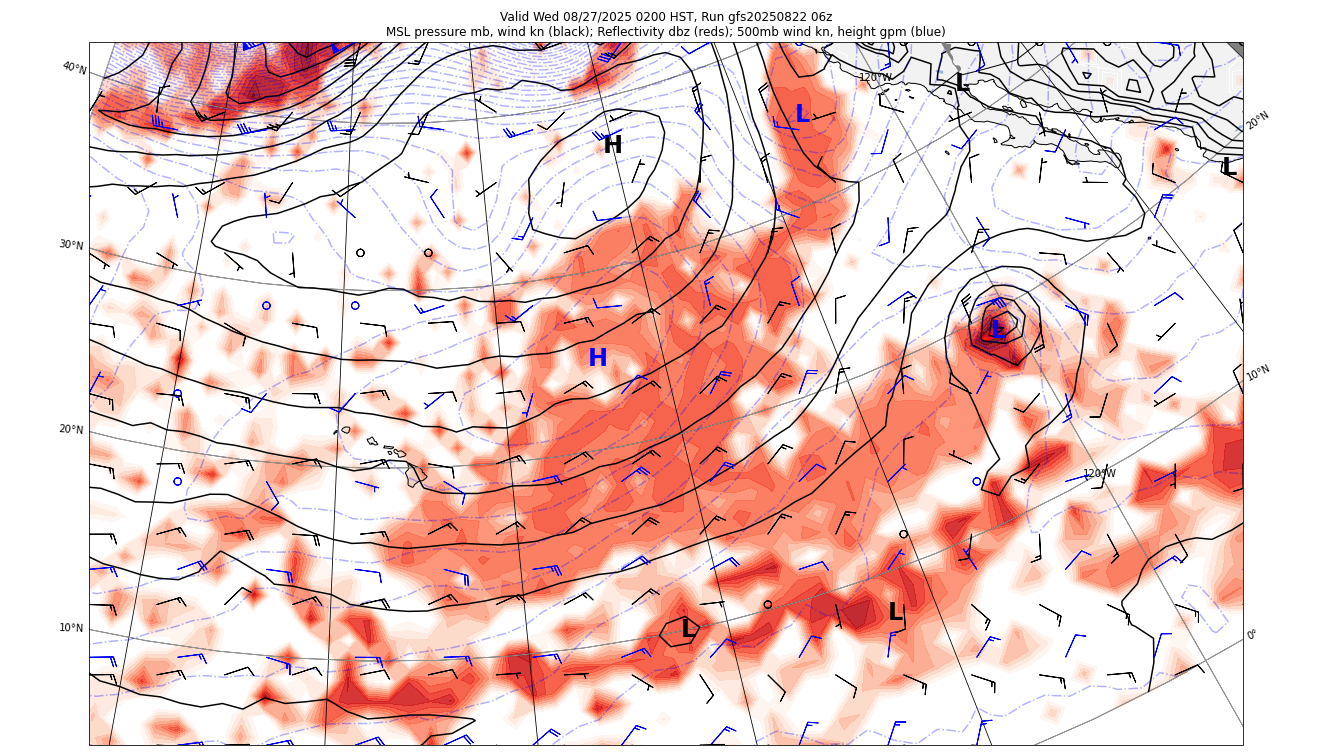 Valid Wed 08/27/2025 0200 HST, Run gfs20250822 06z
MSL pressure mb, wind kn (black); Reflectivity dbz (reds); 500mb wind kn, height gpm (blue)
L
L
40°N
120°W
L
L
20°N
H
L
30°N
L
H
10°N
20°N
120°W
L
10°N
L
0°